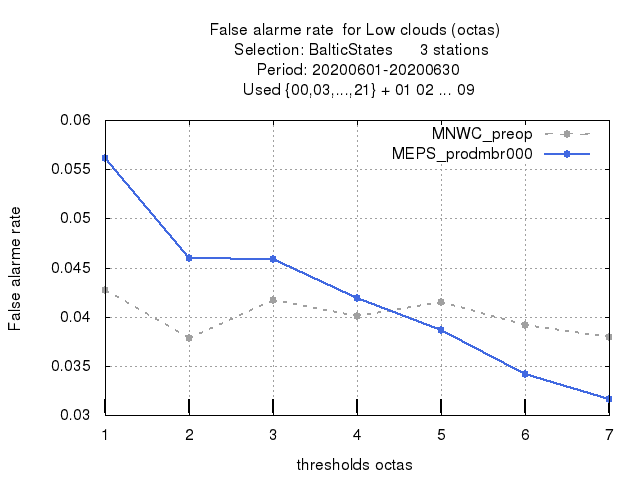 False alarme rate  for Low clouds (octas)
Selection: BalticStates      3 stations
Period: 20200601-20200630
Used {00,03,...,21} + 01 02 ... 09
MNWC_preop
MEPS_prodmbr000
False alarme rate
0.06
0.055
0.05
0.045
0.04
0.035
0.03
1 2 3 4 5 6 7
thresholds octas